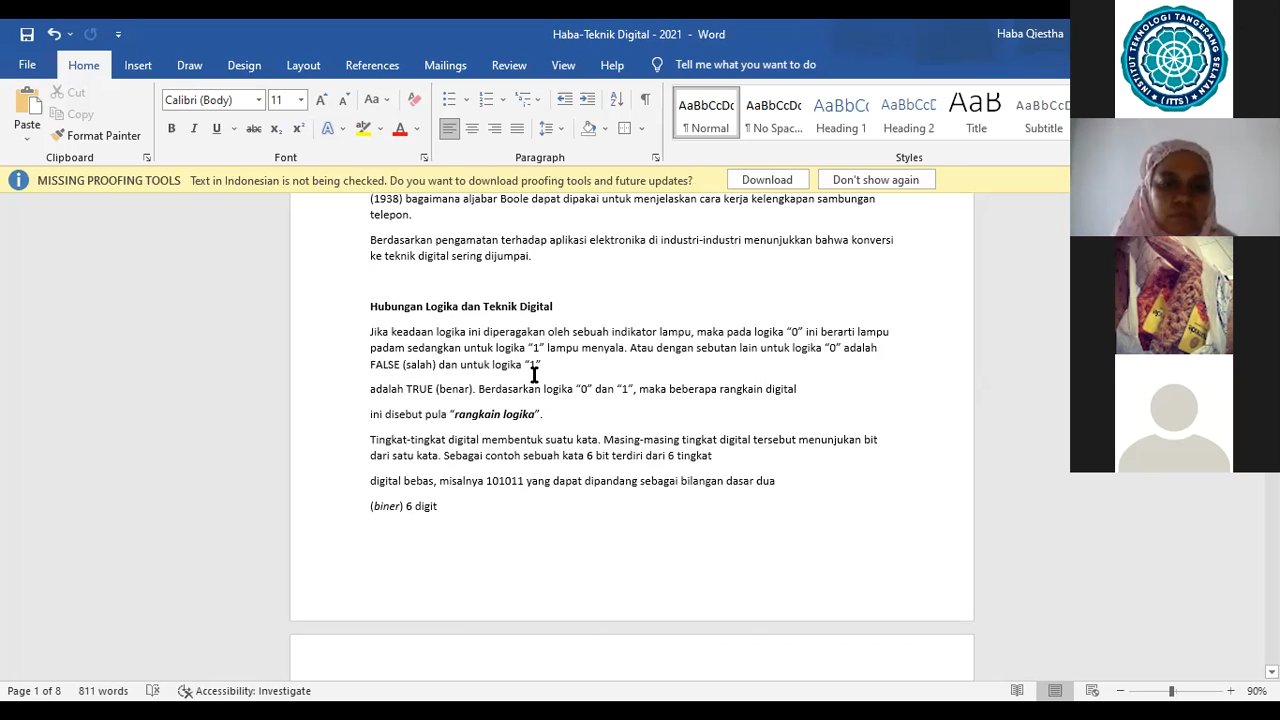 Haba-Teknik Digital - 2021 - Word
Haba Qiestha
File Home Insert Draw Design Layout References Mailings Review View Help Tell me what you want to do
Paste
Cut
Copy
Format Painter
Clipboard
Calibri (Body) 11
Font
Paragraph
AaBbCcDc ¶ Normal
AaBbCcDc ¶ No Spac...
AaBbCc Heading 1
AaBbCcD Heading 2
AaB Title
AaBbCcD Subtitle
Styles
MISSING PROOFING TOOLS Text in Indonesian is not being checked. Do you want to download proofing tools and future updates? Download Don't show again
(1938) bagaimana aljabar Boole dapat dipakai untuk menjelaskan cara kerja kelengkapan sambungan
telepon.
Berdasarkan pengamatan terhadap aplikasi elektronika di industri-industri menunjukkan bahwa konversi
ke teknik digital sering dijumpai.
Hubungan Logika dan Teknik Digital
Jika keadaan logika ini diperagakan oleh sebuah indikator lampu, maka pada logika “0” ini berarti lampu
padam sedangkan untuk logika “1” lampu menyala. Atau dengan sebutan lain untuk logika “0” adalah
FALSE (salah) dan untuk logika “1”
adalah TRUE (benar). Berdasarkan logika “0” dan “1”, maka beberapa rangkain digital
ini disebut pula “rangkain logika”.
Tingkat-tingkat digital membentuk suatu kata. Masing-masing tingkat digital tersebut menunjukan bit
dari satu kata. Sebagai contoh sebuah kata 6 bit terdiri dari 6 tingkat
digital bebas, misalnya 101011 yang dapat dipandang sebagai bilangan dasar dua
(biner) 6 digit
Page 1 of 8 811 words Accessibility: Investigate 90%
INSTITUT TEKNOLOGI TANGERANG SELATAN
(ITTS)